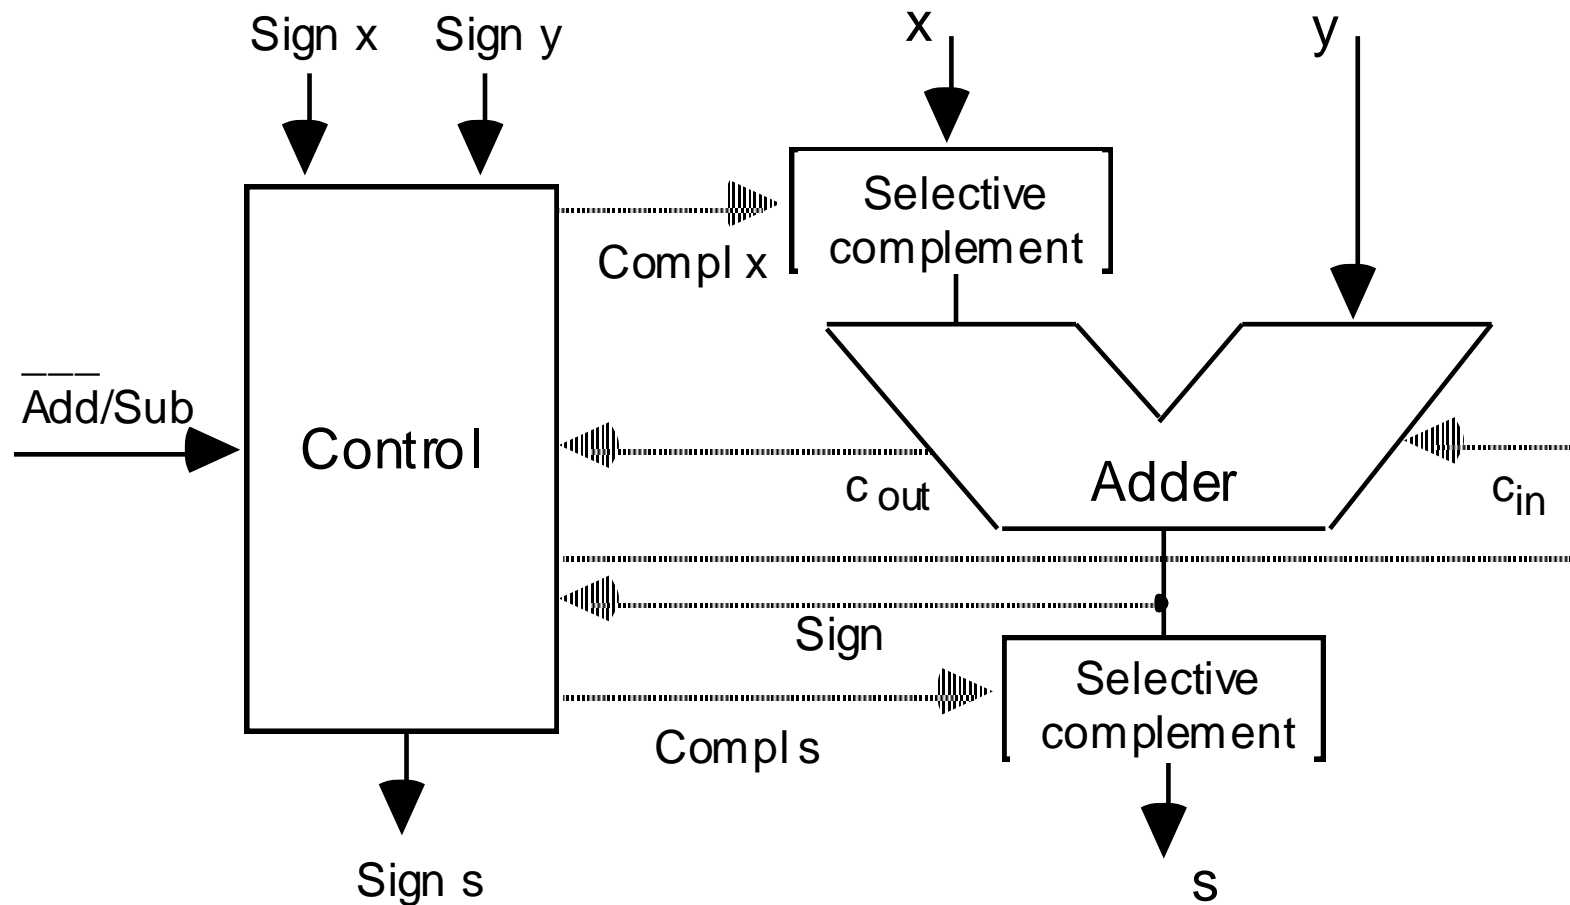 Sign x
Sign y
x
y
Selective
complement
Compl x
Add/Sub
Control
c out
Adder
c in
Sign
Selective
complement
Compl s
Sign s
s